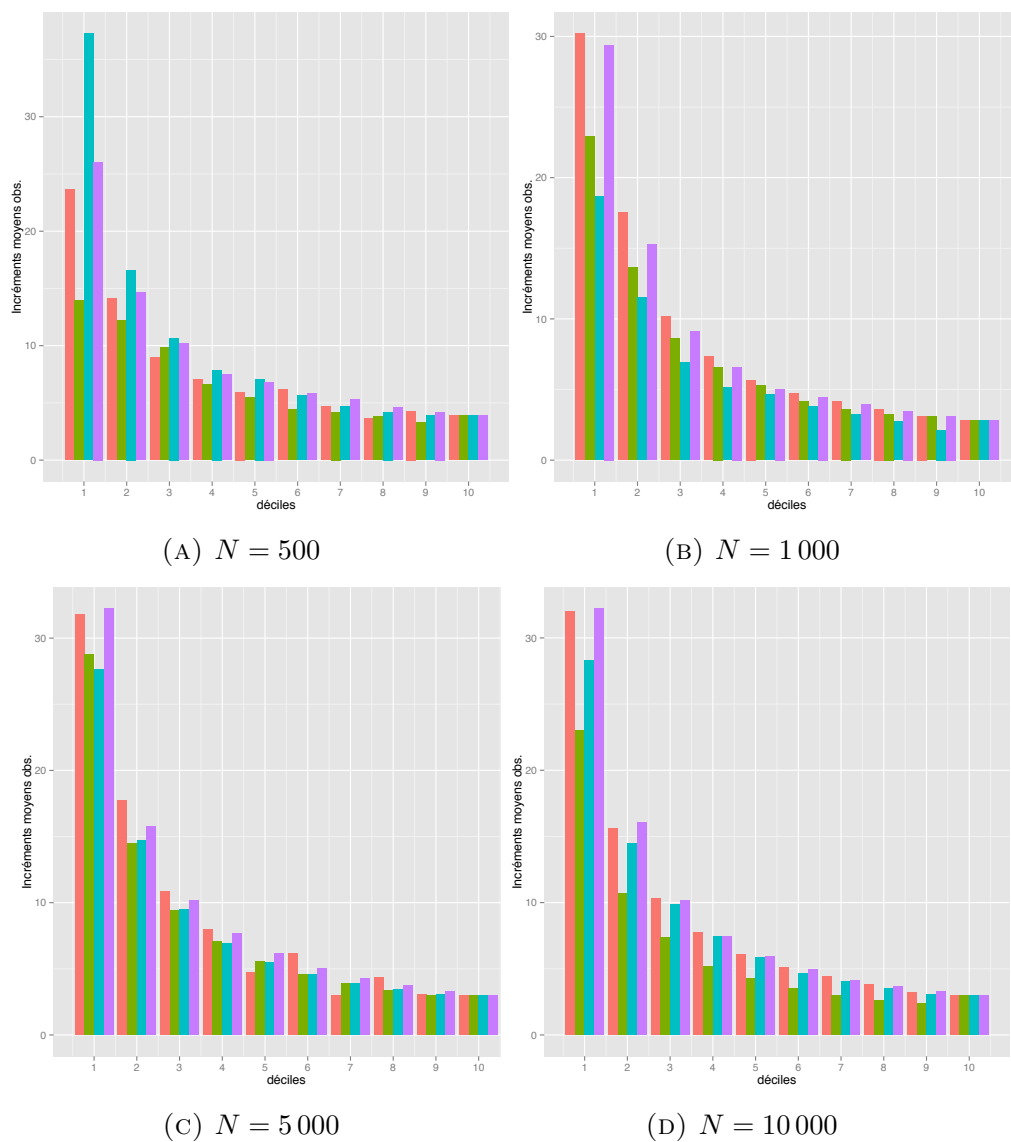 30
20
10
0
Incréments moyens obs.
1 2 3 4 5 6 7 8 9 10
déciles
(A) N = 500
30
20
10
0
Incréments moyens obs.
1 2 3 4 5 6 7 8 9 10
déciles
(B) N = 1 000
30
20
10
0
Incréments moyens obs.
1 2 3 4 5 6 7 8 9 10
déciles
(C) N = 5 000
30
20
10
0
Incréments moyens obs.
1 2 3 4 5 6 7 8 9 10
déciles
(D) N = 10 000